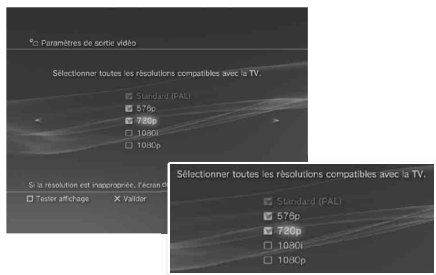 Paramètres de sortie vidéo
Sélectionner toutes les résolutions compatibles avec la TV.
Standard (PAL)
576p
720p
1080i
1080p
Si la résolution est inappropriée, l'écran d
Tester affichage X Valider
Sélectionner toutes les résolutions compatibles avec la TV.
Standard (PAL)
576p
720p
1080i
1080p